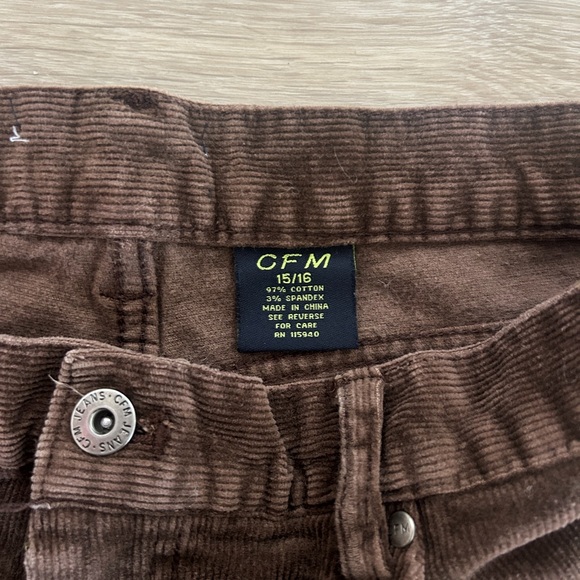 CFM
15/16
97% COTTON
3% SPANDEX
MADE IN CHINA
SEE REVERSE
FOR CARE
RN 115940
CFM JEANS • CFM JEANS •